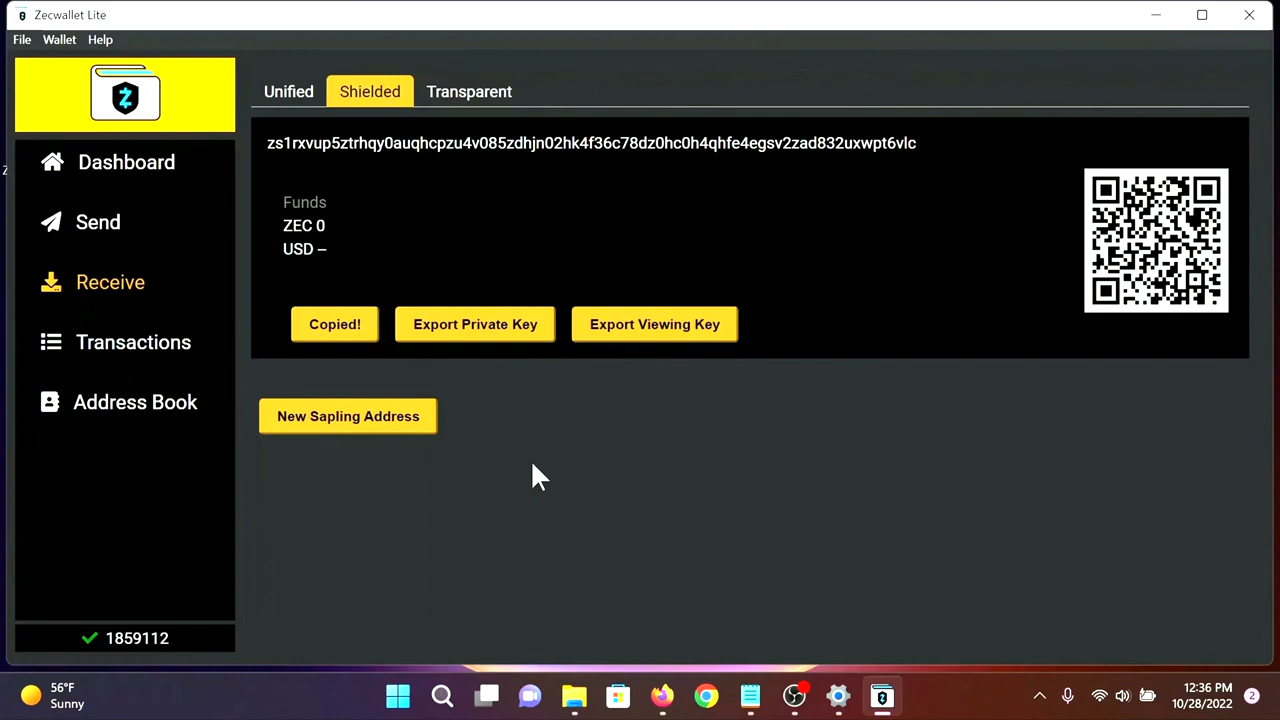 Zecwallet Lite
File Wallet Help
Unified Shielded Transparent
zs1rxvup5ztrhqy0auqhcpzu4v085zdhjn02hk4f36c78dz0hc0h4qhfe4egsv2zad832uxwpt6vlc
Dashboard
Send
Receive
Transactions
Address Book
Funds
ZEC 0
USD --
Copied! Export Private Key Export Viewing Key
New Sapling Address
1859112
56°F
Sunny
12:36 PM
10/28/2022
2